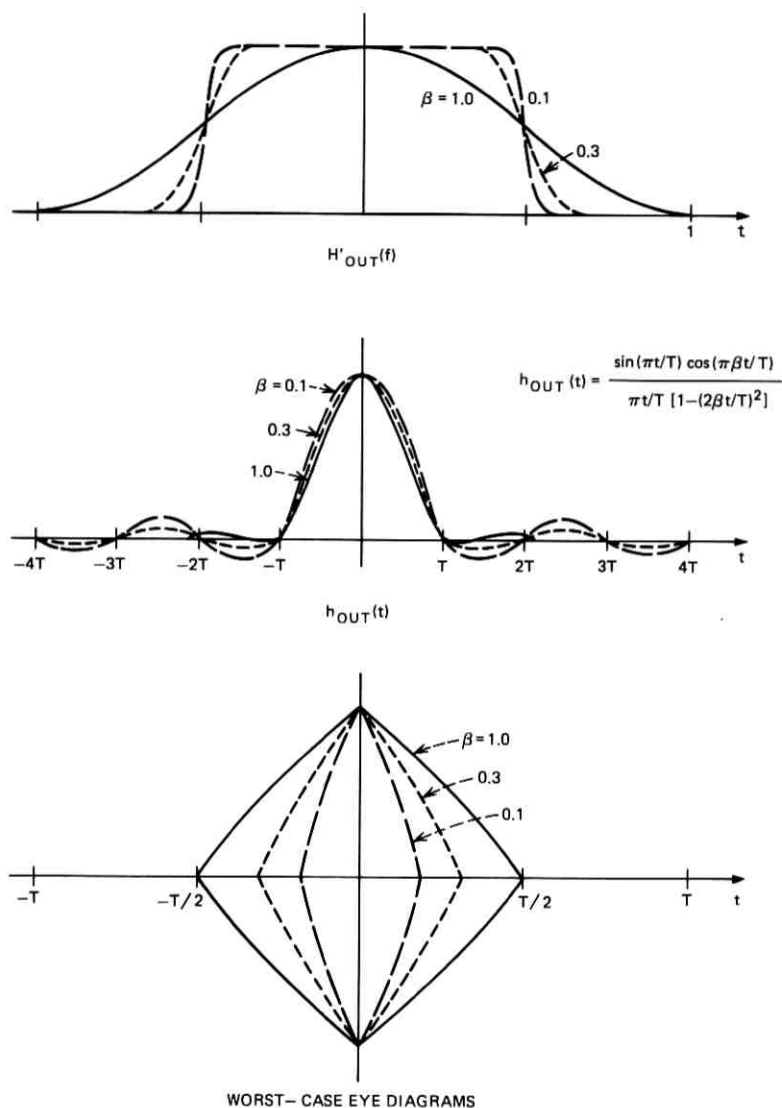 β = 1.0
0.1
0.3
1
t
H'OUT(f)
β = 0.1
0.3
1.0
hOUT (t) = sin(πt/T) cos(πβt/T) / πt/T [1−(2βt/T)²]
−4T
−3T
−2T
−T
T
2T
3T
4T
t
hOUT(t)
β = 1.0
0.3
0.1
−T
−T/2
T/2
T
t
WORST− CASE EYE DIAGRAMS